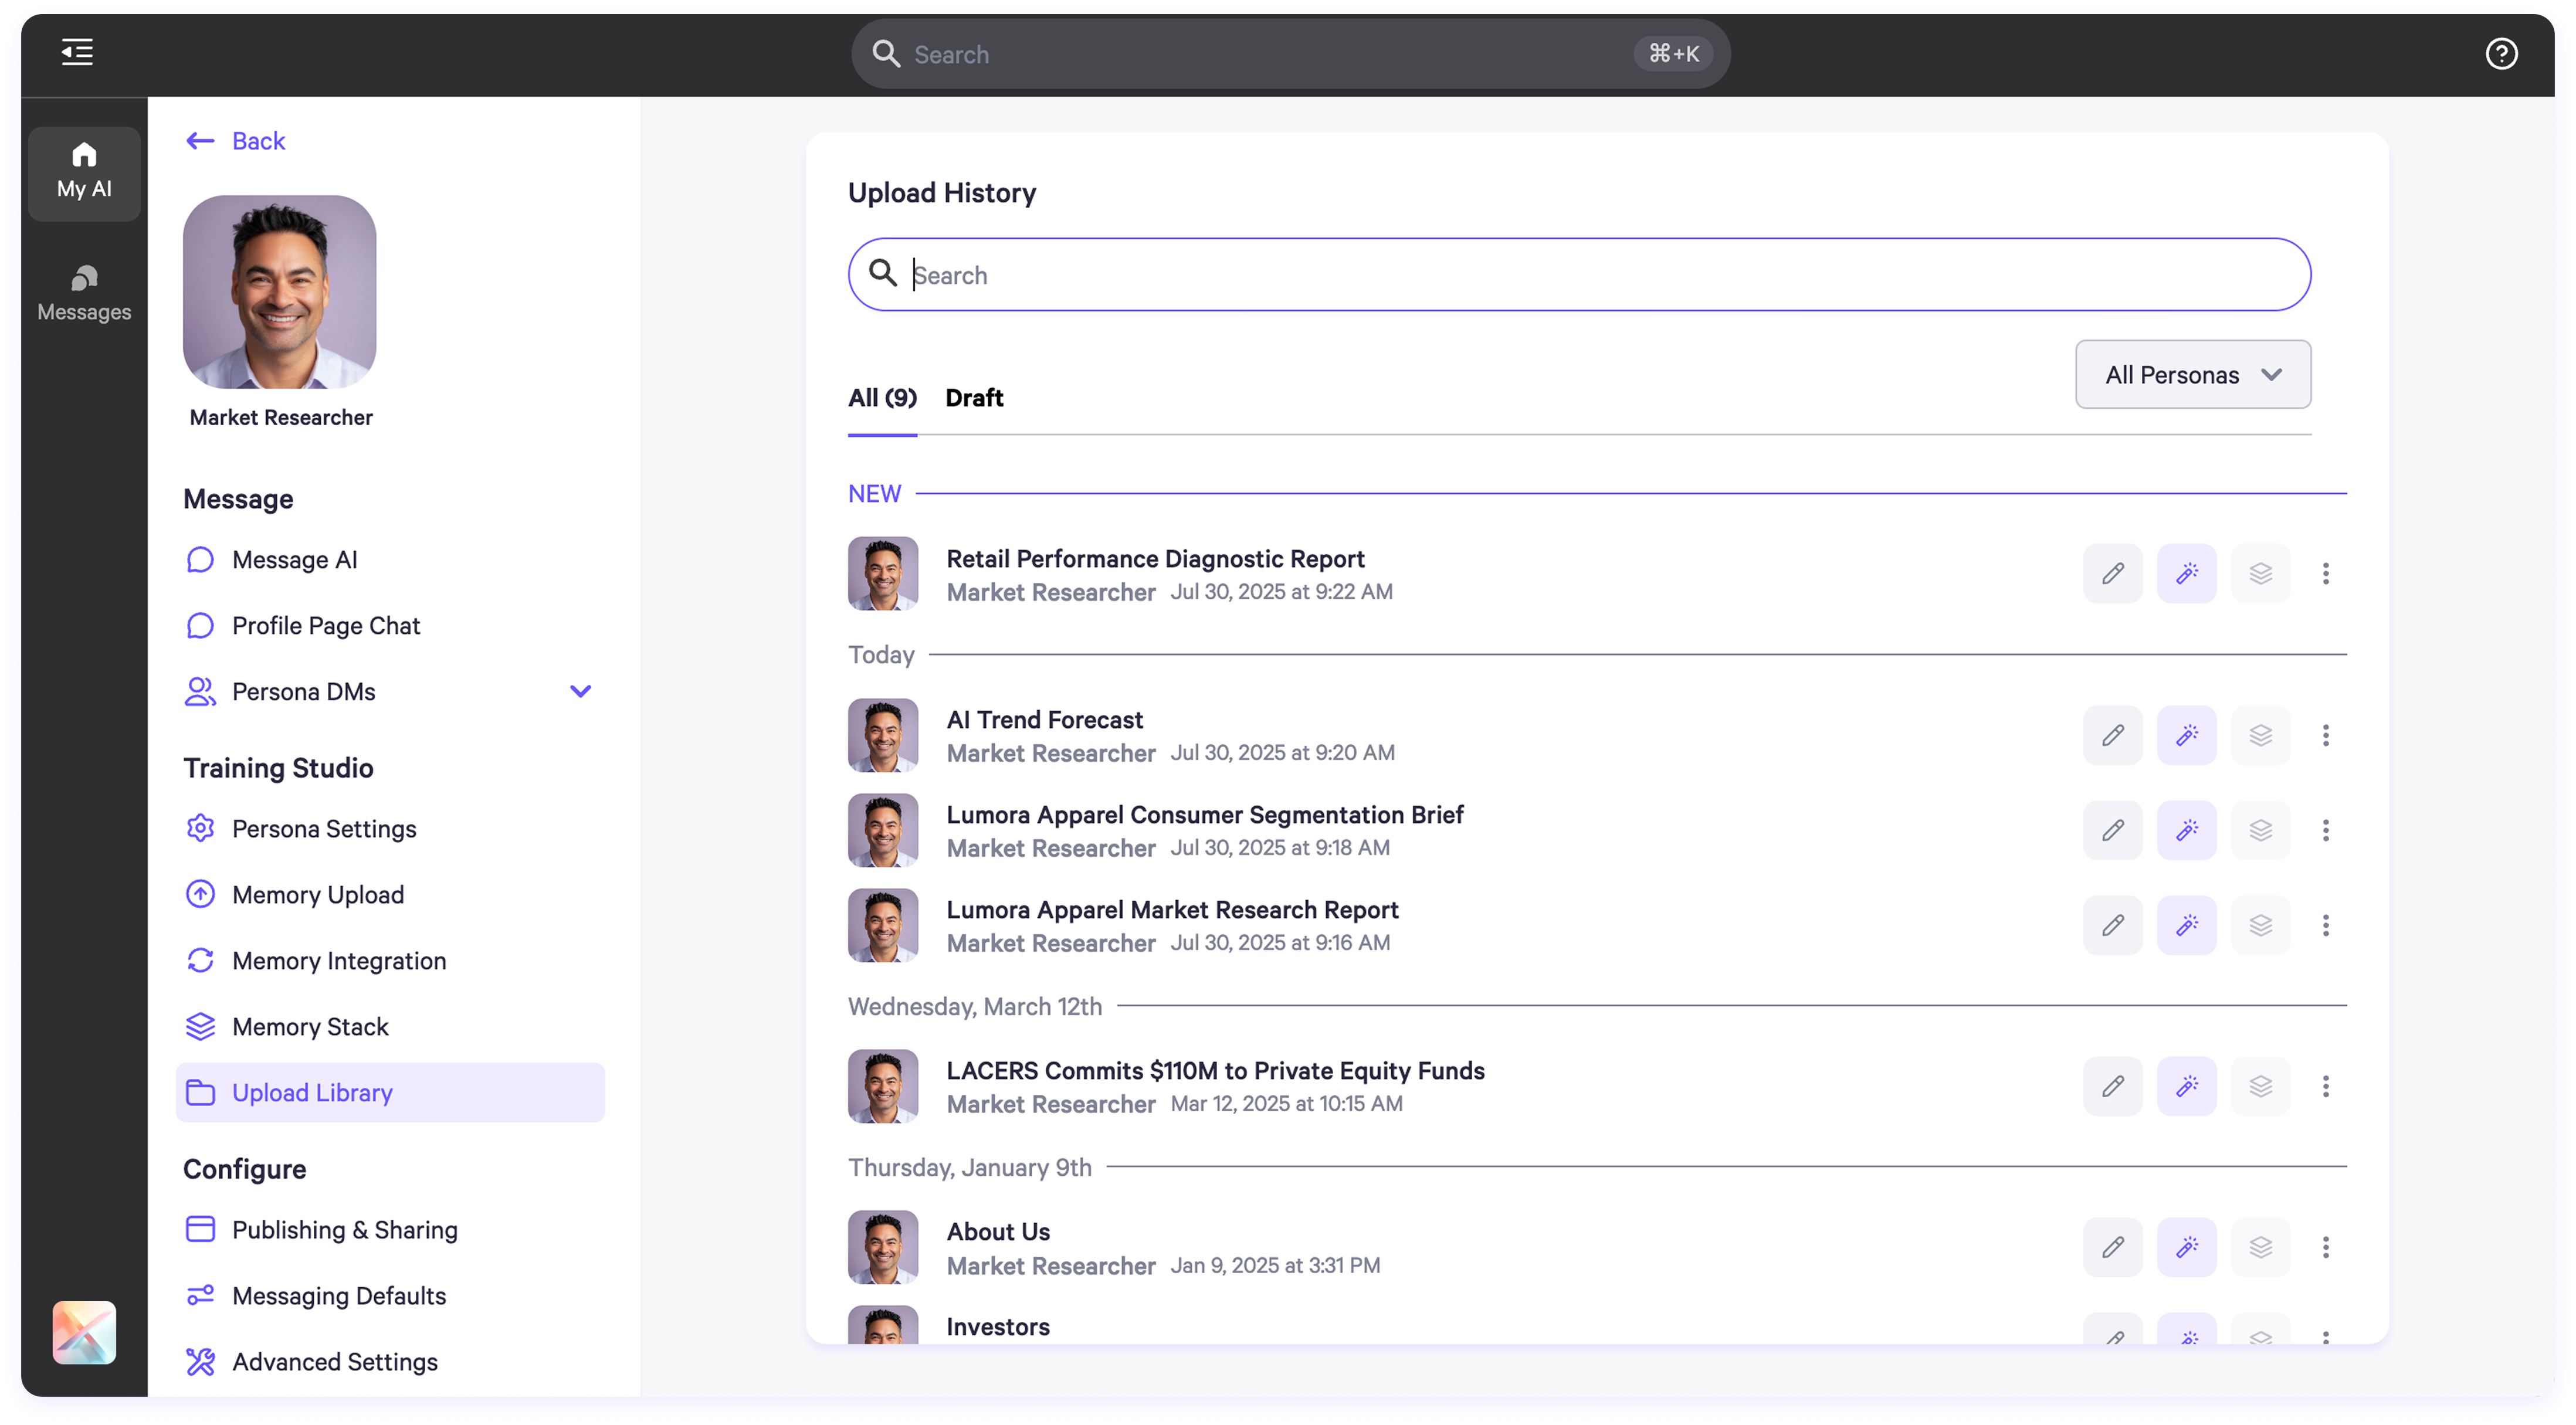 Search
⌘+K
My AI
Messages
Back
Market Researcher
Message
Message AI
Profile Page Chat
Persona DMs
Training Studio
Persona Settings
Memory Upload
Memory Integration
Memory Stack
Upload Library
Configure
Publishing & Sharing
Messaging Defaults
Advanced Settings
Upload History
Search
All Personas
All (9) Draft
NEW
Retail Performance Diagnostic Report
Market Researcher Jul 30, 2025 at 9:22 AM
Today
AI Trend Forecast
Market Researcher Jul 30, 2025 at 9:20 AM
Lumora Apparel Consumer Segmentation Brief
Market Researcher Jul 30, 2025 at 9:18 AM
Lumora Apparel Market Research Report
Market Researcher Jul 30, 2025 at 9:16 AM
Wednesday, March 12th
LACERS Commits $110M to Private Equity Funds
Market Researcher Mar 12, 2025 at 10:15 AM
Thursday, January 9th
About Us
Market Researcher Jan 9, 2025 at 3:31 PM
Investors